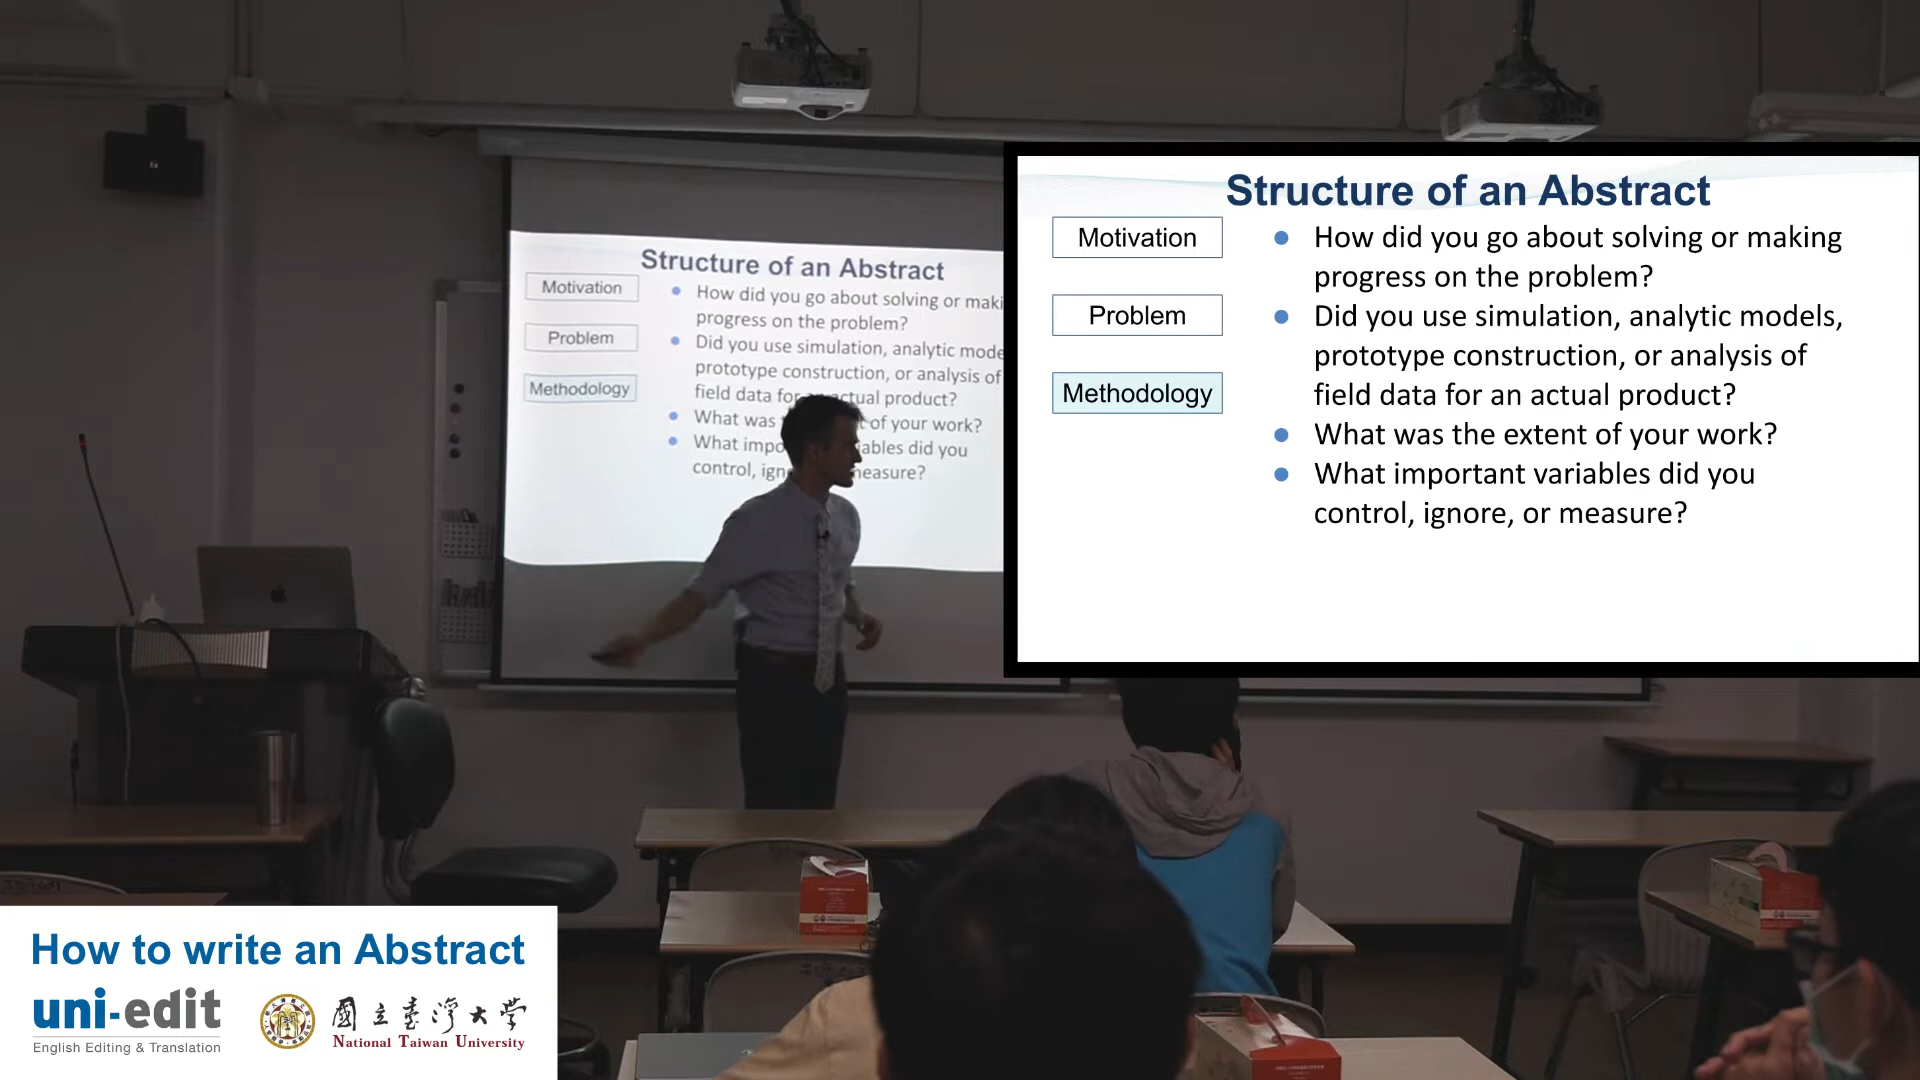 Structure of an Abstract
Motivation
Problem
Methodology
How did you go about solving or maki
progress on the problem?
Did you use simulation, analytic mode
prototype construction, or analysis of
field data for actual product?
What was of your work?
What impo ables did you
control, ign measure?
Structure of an Abstract
Motivation
Problem
Methodology
● How did you go about solving or making
progress on the problem?
● Did you use simulation, analytic models,
prototype construction, or analysis of
field data for an actual product?
● What was the extent of your work?
● What important variables did you
control, ignore, or measure?
How to write an Abstract
uni-edit
English Editing & Translation
國立臺灣大學
National Taiwan University